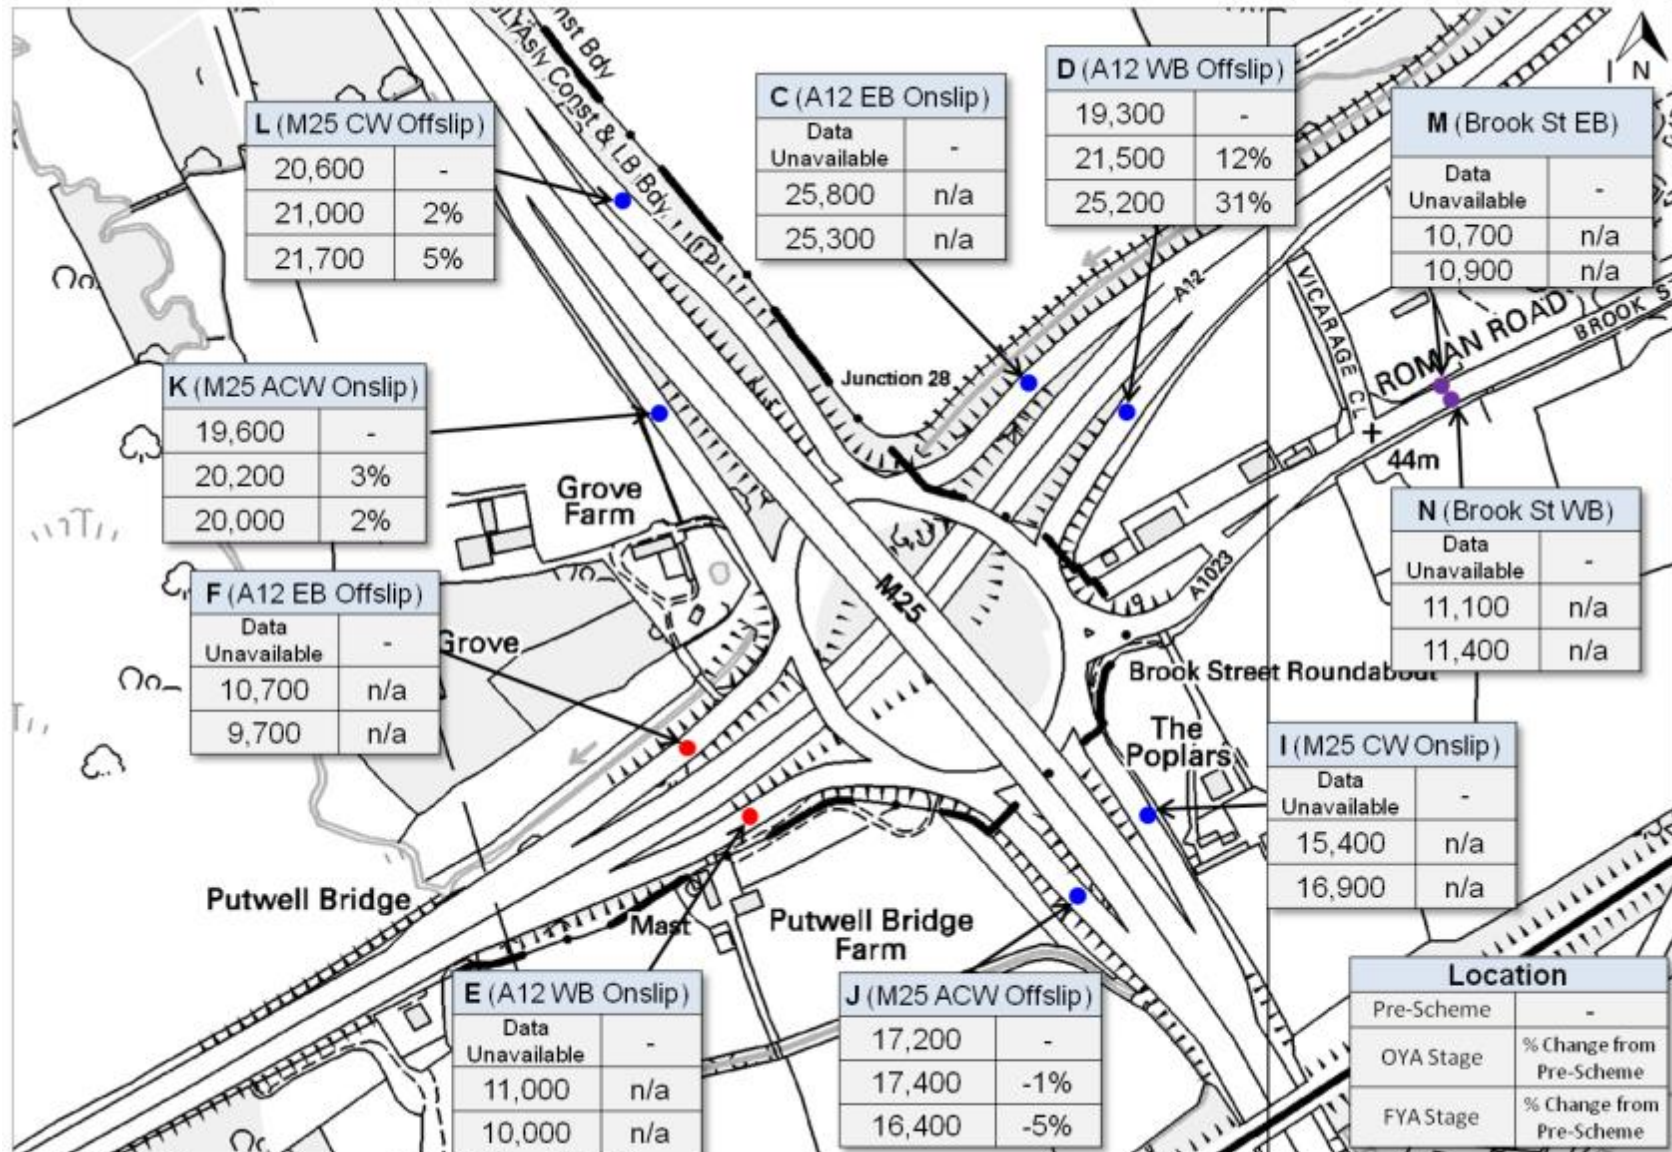 nst Bdy
Const & LB Bdy
L (M25 CW Offslip)
20,600 -
21,000 2%
21,700 5%
C (A12 EB Onslip)
Data
Unavailable -
25,800 n/a
25,300 n/a
D (A12 WB Offslip)
19,300 -
21,500 12%
25,200 31%
N
M (Brook St EB)
Data
Unavailable -
10,700 n/a
10,900 n/a
A12
VICARAGE CL
ROMAN ROAD
BROOK S
Junction 28
K (M25 ACW Onslip)
19,600 -
20,200 3%
20,000 2%
44m
Grove
Farm
N (Brook St WB)
Data
Unavailable -
11,100 n/a
11,400 n/a
M25
A1023
F (A12 EB Offslip)
Data
Unavailable -
10,700 n/a
9,700 n/a
Grove
Brook Street Roundabout
The
Poplars
I (M25 CW Onslip)
Data
Unavailable -
15,400 n/a
16,900 n/a
Putwell Bridge
Mast
Putwell Bridge
Farm
E (A12 WB Onslip)
Data
Unavailable -
11,000 n/a
10,000 n/a
J (M25 ACW Offslip)
17,200 -
17,400 -1%
16,400 -5%
Location
Pre-Scheme -
OYA Stage % Change from
Pre-Scheme
FYA Stage % Change from
Pre-Scheme